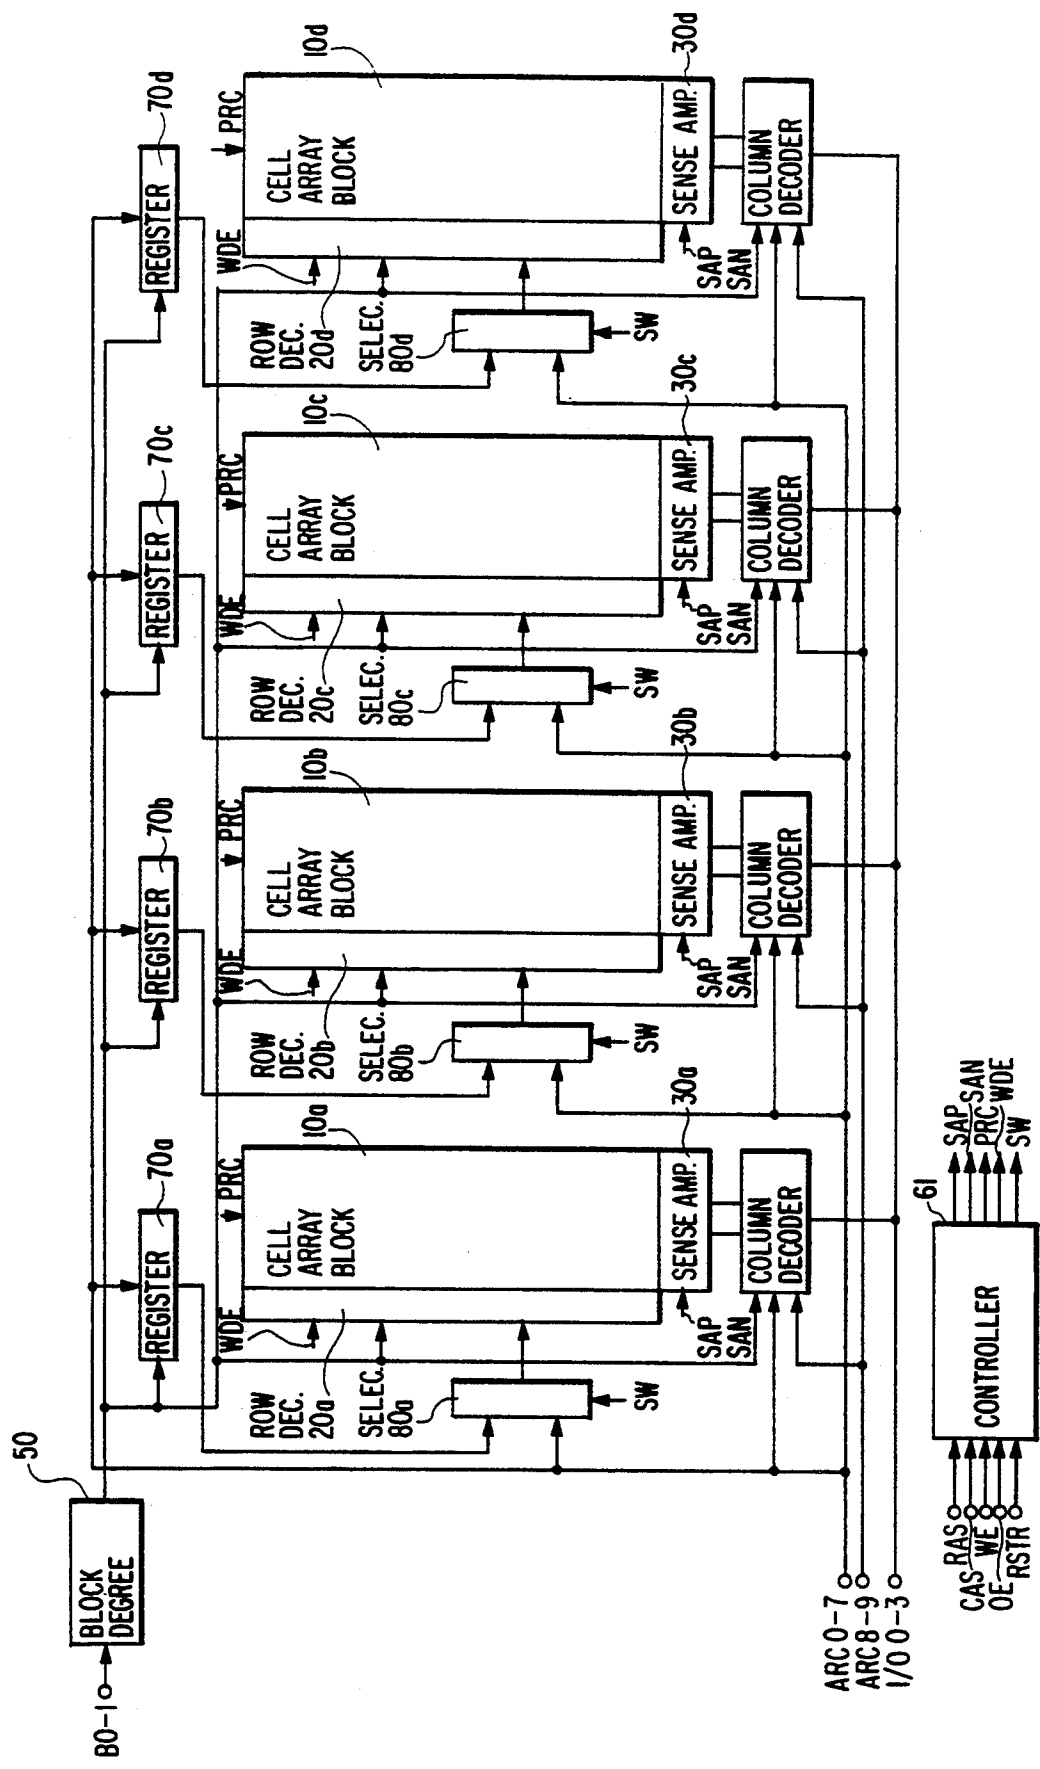 B0-1
BLOCK
DEGREE
50
REGISTER
70a
REGISTER
70b
REGISTER
70c
REGISTER
70d
WDE
PRC
10a
CELL
ARRAY
BLOCK
ROW
DEC.
20a
SELEC.
80a
SW
SENSE AMP.
30a
SAP
SAN
COLUMN
DECODER
WDE
PRC
10b
CELL
ARRAY
BLOCK
ROW
DEC.
20b
SELEC.
80b
SW
SENSE AMP.
30b
SAP
SAN
COLUMN
DECODER
WDE
PRC
10c
CELL
ARRAY
BLOCK
ROW
DEC.
20c
SELEC.
80c
SW
SENSE AMP.
30c
SAP
SAN
COLUMN
DECODER
WDE
PRC
10d
CELL
ARRAY
BLOCK
ROW
DEC.
20d
SELEC.
80d
SW
SENSE AMP.
30d
SAP
SAN
COLUMN
DECODER
ARC0-7
ARC8-9
I/O0-3
RAS
CAS
WE
OE
RSTR
CONTROLLER
61
SAP
SAN
PRC
WDE
SW